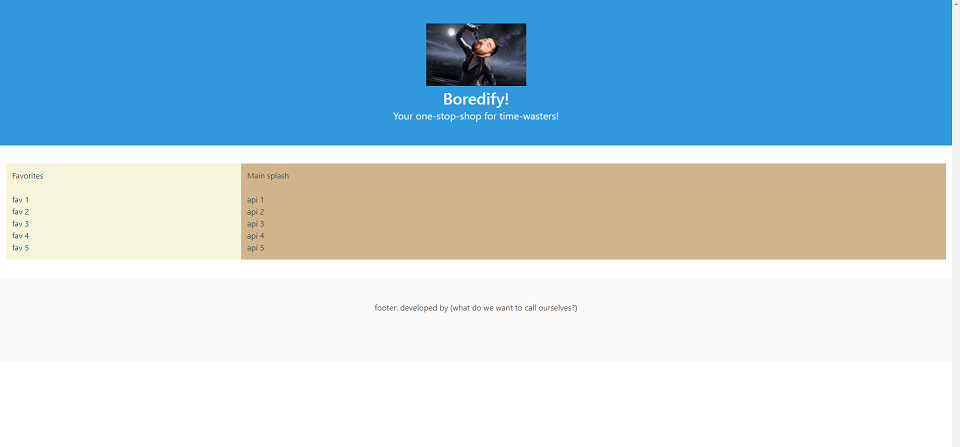 Boredify!
Your one-stop-shop for time-wasters!
Favorites
fav 1
fav 2
fav 3
fav 4
fav 5
Main splash
api 1
api 2
api 3
api 4
api 5
footer: developed by (what do we want to call ourselves?)